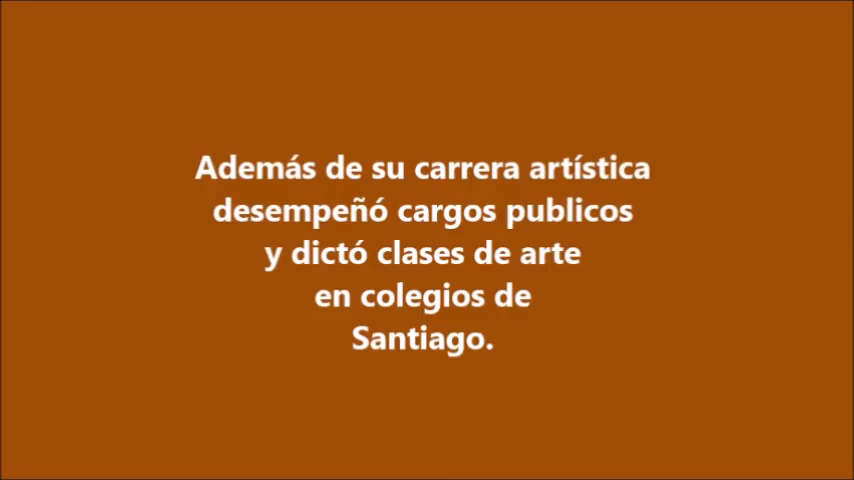 Además de su carrera artística
desempeñó cargos publicos
y dictó clases de arte
en colegios de
Santiago.